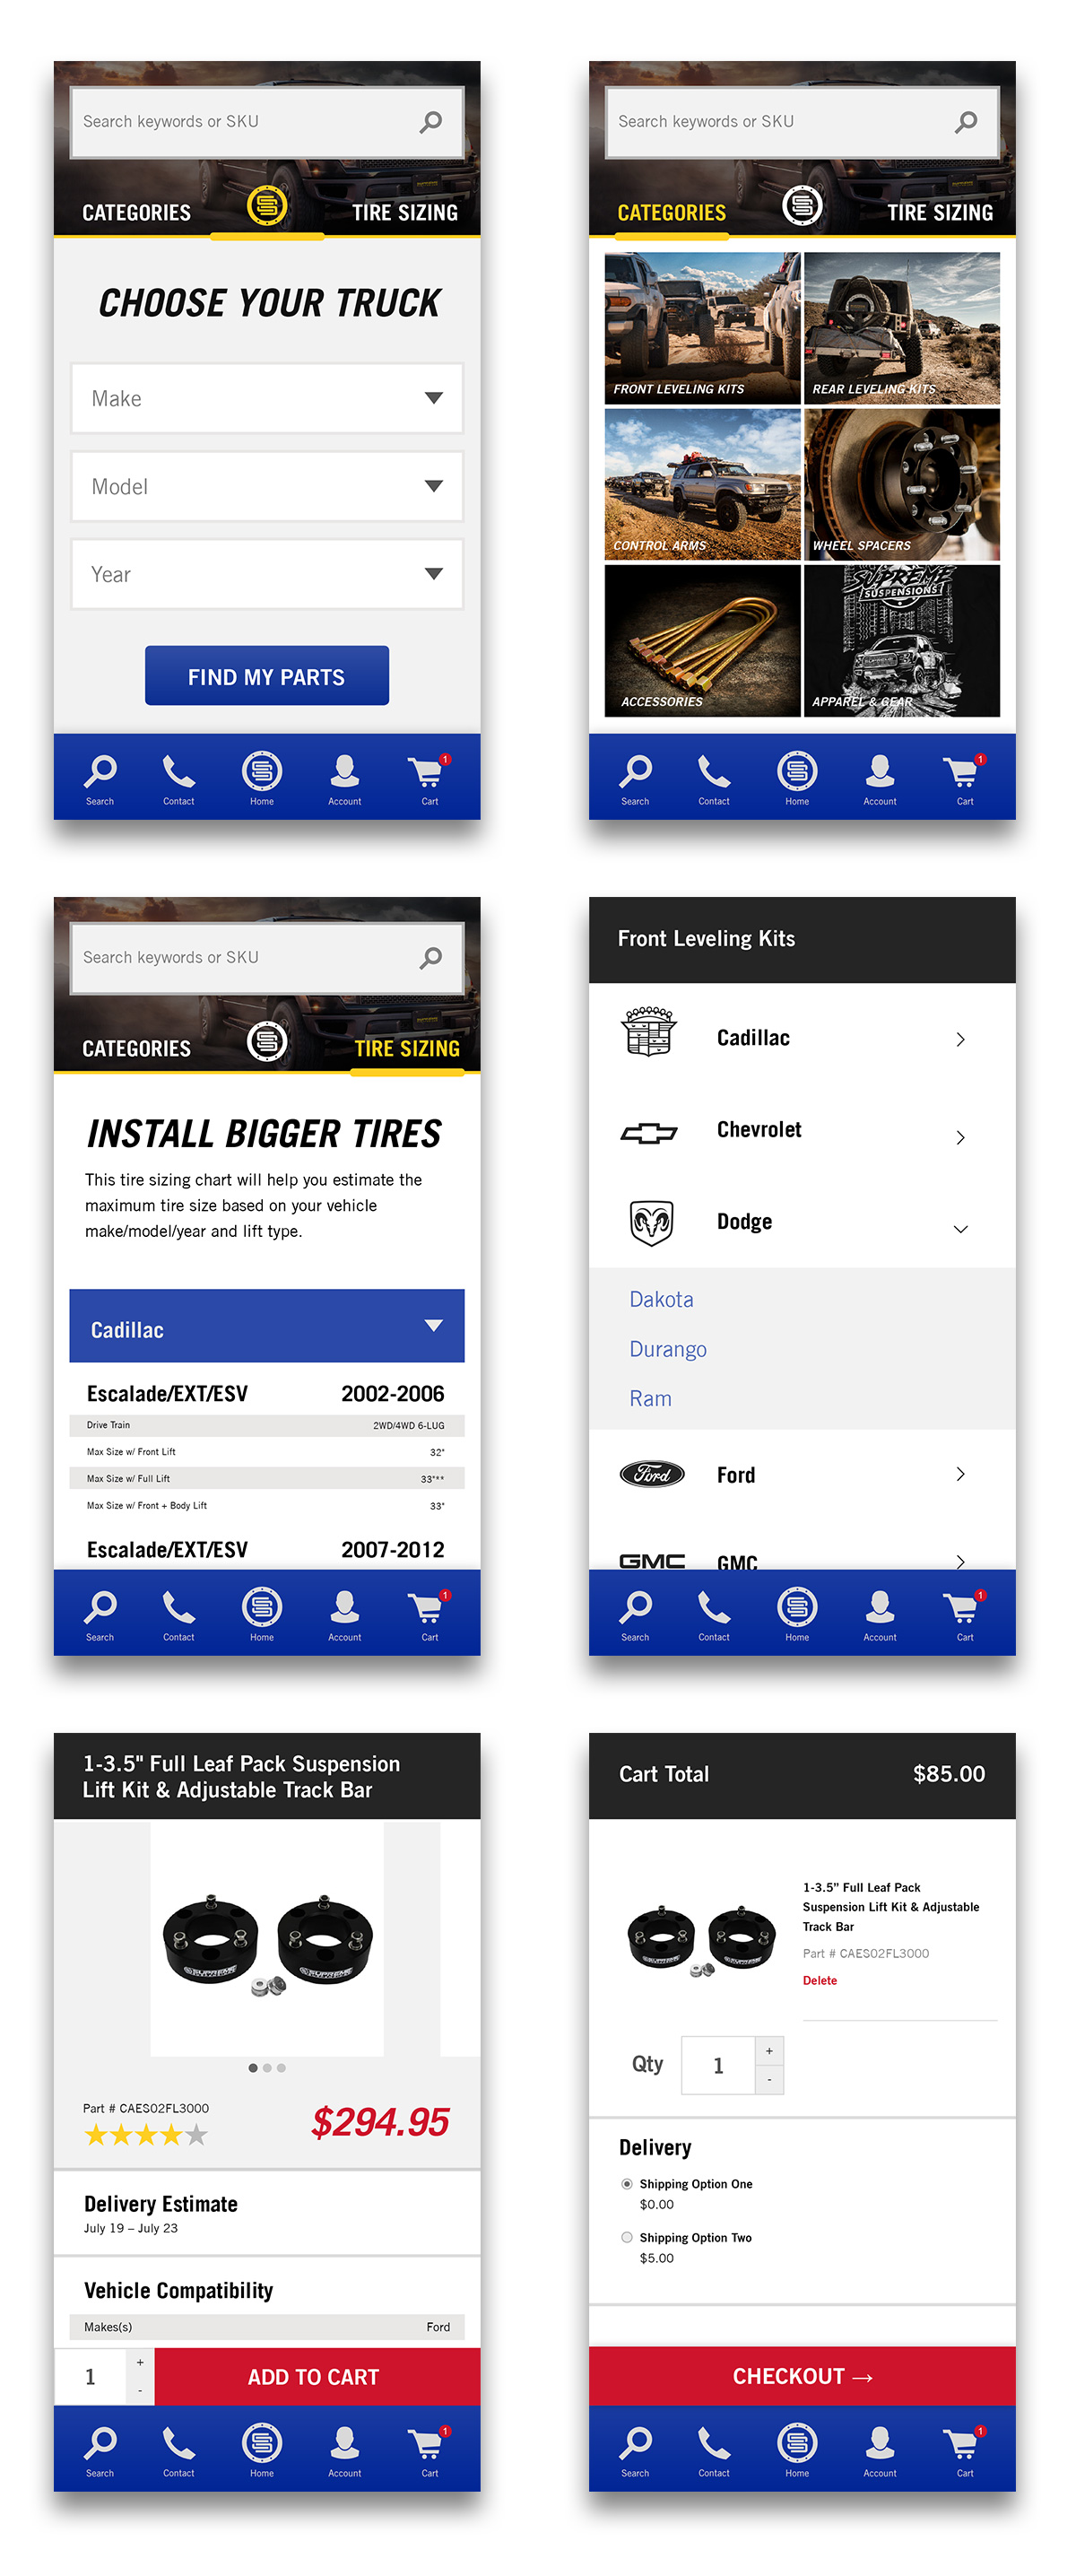 Search keywords or SKU
CATEGORIES
TIRE SIZING
CHOOSE YOUR TRUCK
Make
Model
Year
FIND MY PARTS
Search
Contact
Home
Account
Cart
1
Search keywords or SKU
CATEGORIES
TIRE SIZING
FRONT LEVELING KITS
REAR LEVELING KITS
CONTROL ARMS
WHEEL SPACERS
SUPREME
SUSPENSIONS
ACCESSORIES
APPAREL & GEAR
Search
Contact
Home
Account
Cart
1
Search keywords or SKU
CATEGORIES
TIRE SIZING
INSTALL BIGGER TIRES
This tire sizing chart will help you estimate the
maximum tire size based on your vehicle
make/model/year and lift type.
Cadillac
Escalade/EXT/ESV 2002-2006
Drive Train 2WD/4WD 6-LUG
Max Size w/ Front Lift 32"
Max Size w/ Full Lift 33"**
Max Size w/ Front + Body Lift 33"
Escalade/EXT/ESV 2007-2012
Search
Contact
Home
Account
Cart
1
Front Leveling Kits
Cadillac
Chevrolet
Dodge
Dakota
Durango
Ram
Ford Ford
GMC GMC
Search
Contact
Home
Account
Cart
1
1-3.5" Full Leaf Pack Suspension
Lift Kit & Adjustable Track Bar
SUPREME
Part # CAES02FL3000
$294.95
Delivery Estimate
July 19 – July 23
Vehicle Compatibility
Makes(s) Ford
1
+
-
ADD TO CART
Search
Contact
Home
Account
Cart
1
Cart Total $85.00
1-3.5” Full Leaf Pack
Suspension Lift Kit & Adjustable
Track Bar
Part # CAES02FL3000
Delete
Qty
1
+
-
Delivery
Shipping Option One
$0.00
Shipping Option Two
$5.00
CHECKOUT →
Search
Contact
Home
Account
Cart
1